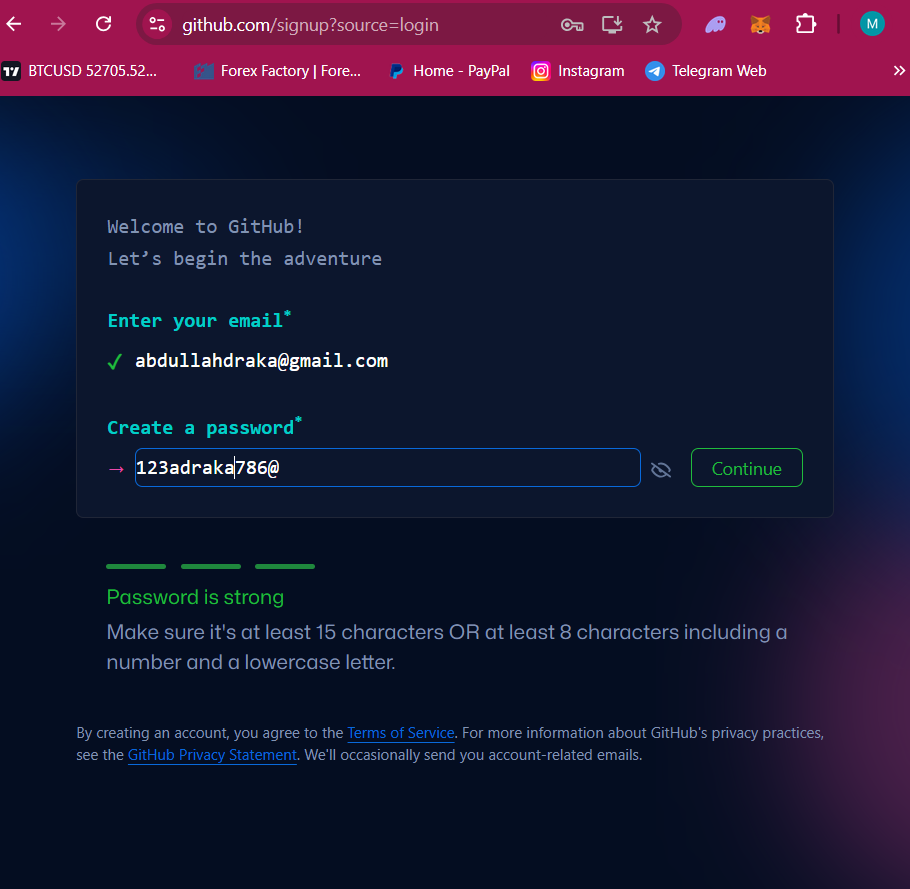 github.com/signup?source=login
M
BTCUSD 52705.52... Forex Factory | Fore... Home - PayPal Instagram Telegram Web »
Welcome to GitHub!
Let’s begin the adventure
Enter your email*
✓ abdullahdraka@gmail.com
Create a password*
→ 123adraka786@ Continue
Password is strong
Make sure it's at least 15 characters OR at least 8 characters including a
number and a lowercase letter.
By creating an account, you agree to the Terms of Service. For more information about GitHub's privacy practices,
see the GitHub Privacy Statement. We'll occasionally send you account-related emails.